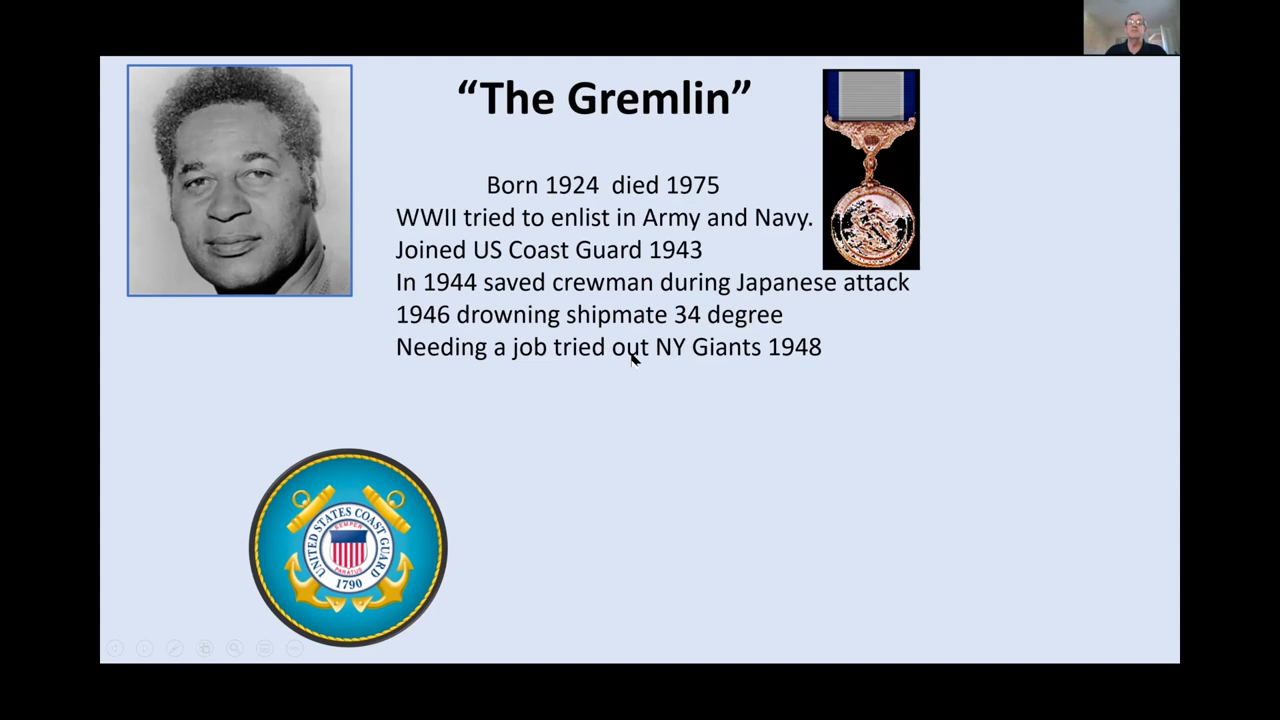 “The Gremlin”
Born 1924 died 1975
WWII tried to enlist in Army and Navy.
Joined US Coast Guard 1943
In 1944 saved crewman during Japanese attack
1946 drowning shipmate 34 degree
Needing a job tried out NY Giants 1948
UNITED STATES COAST GUARD
SEMPER
PARATUS
1790